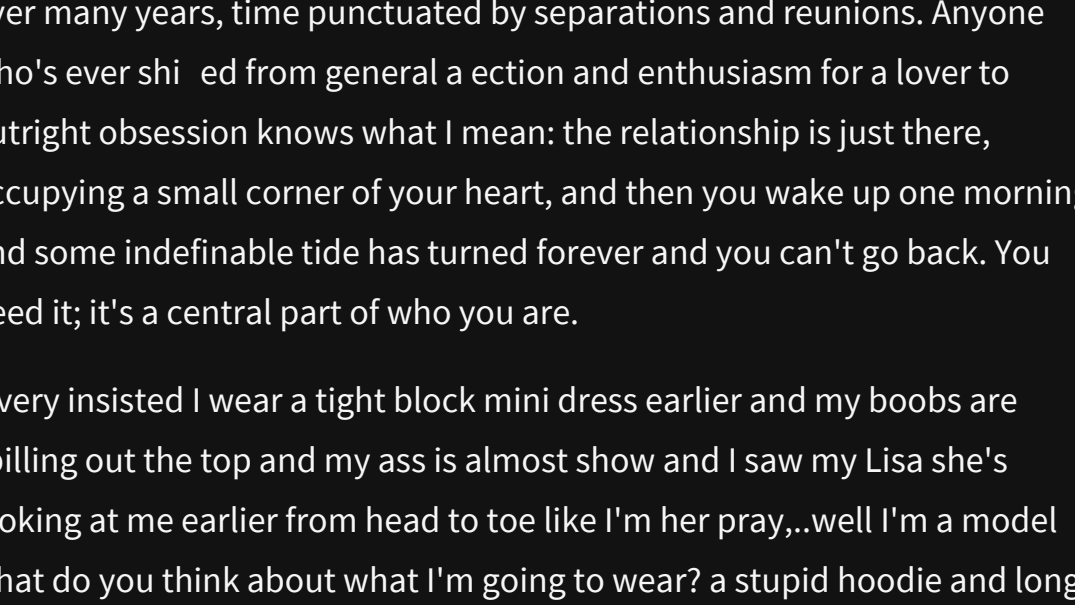 ver many years, time punctuated by separations and reunions. Anyone
ho's ever shi ed from general a ection and enthusiasm for a lover to
utright obsession knows what I mean: the relationship is just there,
ccupying a small corner of your heart, and then you wake up one morning
nd some indefinable tide has turned forever and you can't go back. You
eed it; it's a central part of who you are.
very insisted I wear a tight block mini dress earlier and my boobs are
pilling out the top and my ass is almost show and I saw my Lisa she's
oking at me earlier from head to toe like I'm her pray,..well I'm a model
hat do you think about what I'm going to wear? a stupid hoodie and long